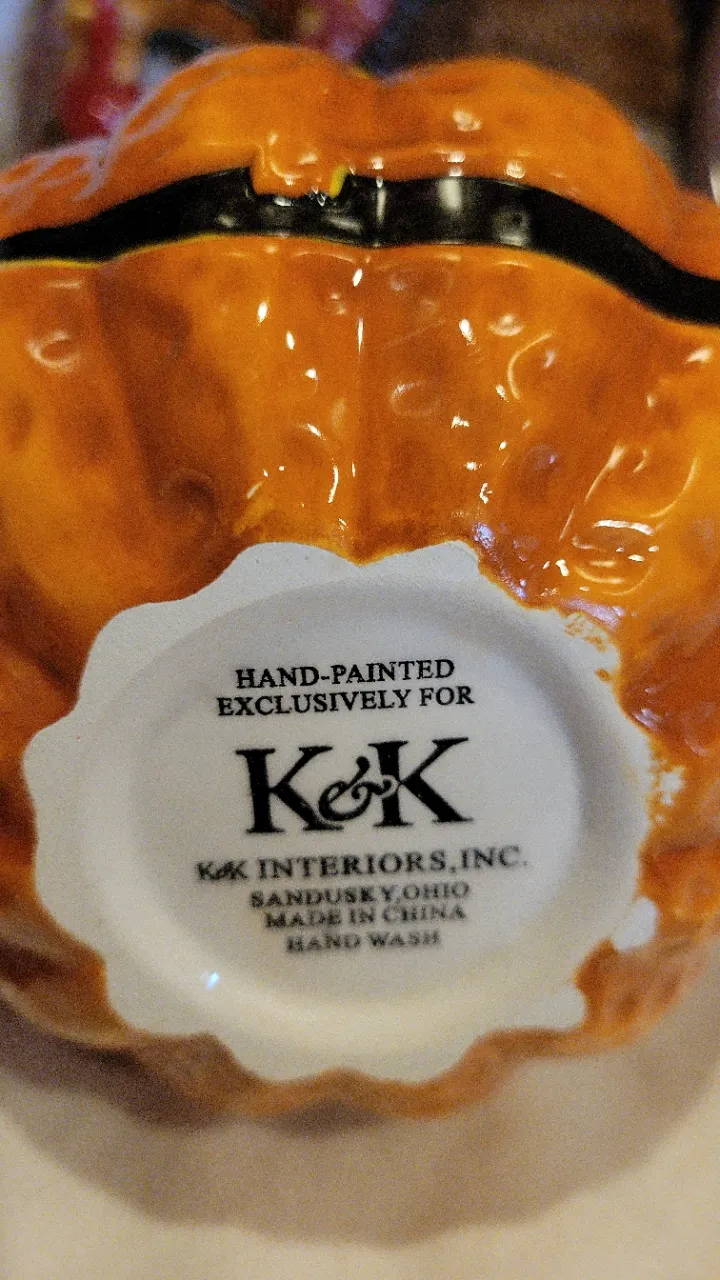 HAND-PAINTED
EXCLUSIVELY FOR
K&K
K&K INTERIORS,INC.
SANDUSKY,OHIO
MADE IN CHINA
HAND WASH